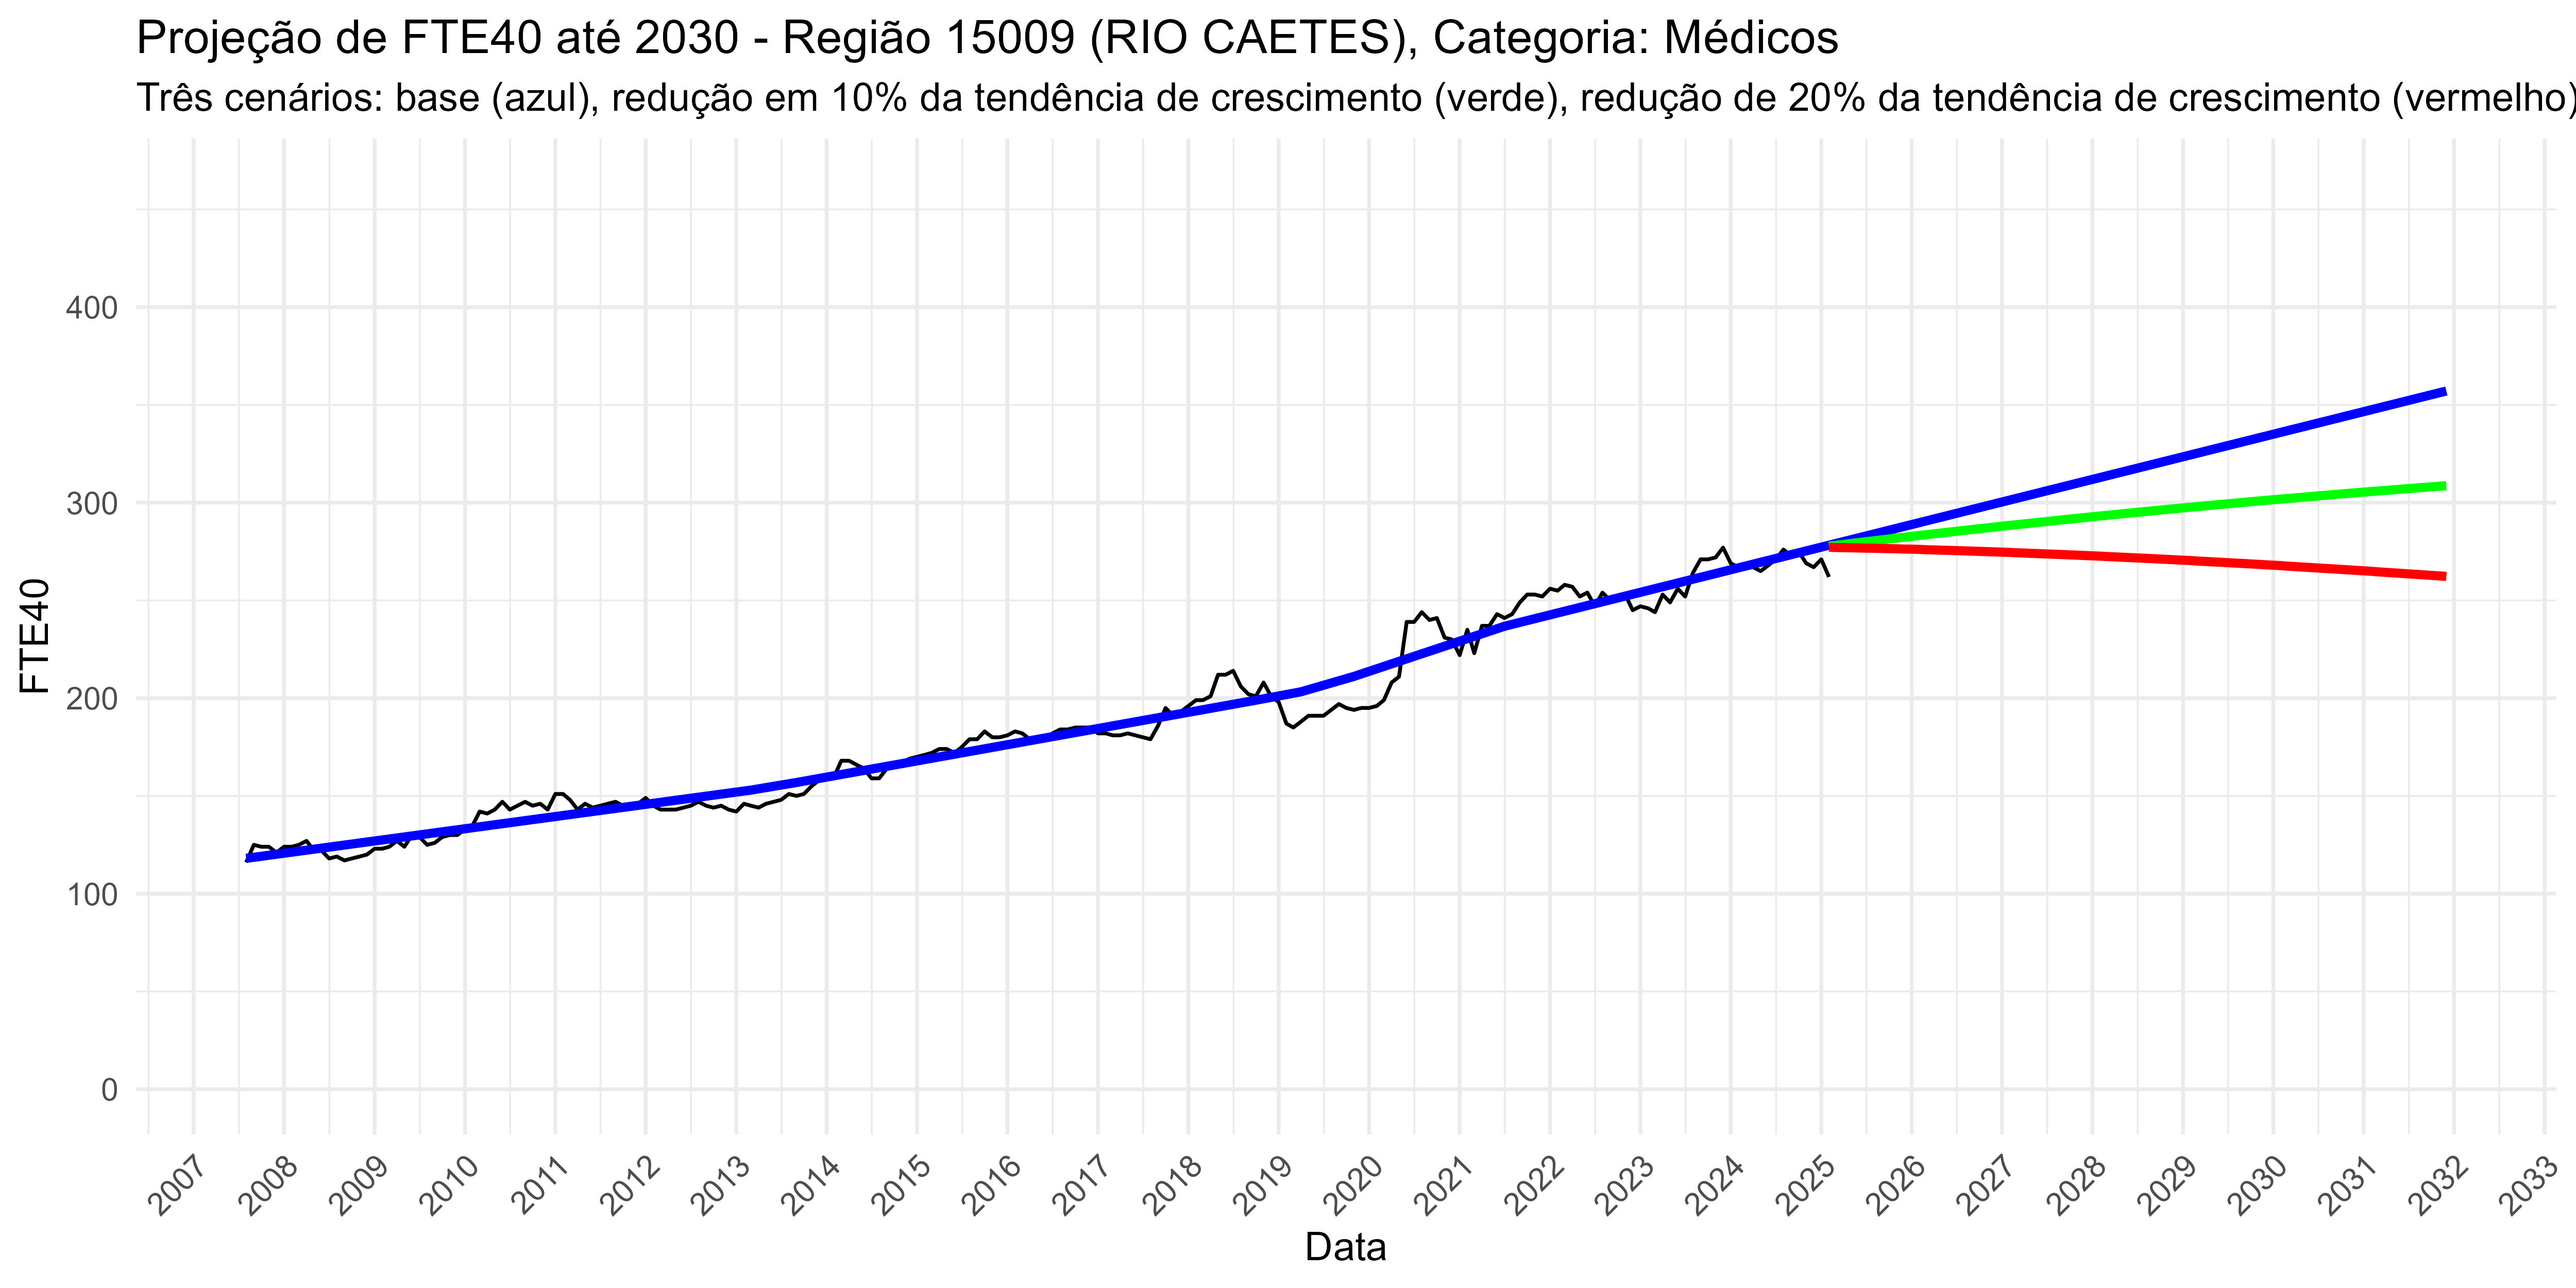 Projeção de FTE40 até 2030 - Região 15009 (RIO CAETES), Categoria: Médicos
Três cenários: base (azul), redução em 10% da tendência de crescimento (verde), redução de 20% da tendência de crescimento (vermelho)
FTE40
400
300
200
100
0
2007 2008 2009 2010 2011 2012 2013 2014 2015 2016 2017 2018 2019 2020 2021 2022 2023 2024 2025 2026 2027 2028 2029 2030 2031 2032 2033
Data